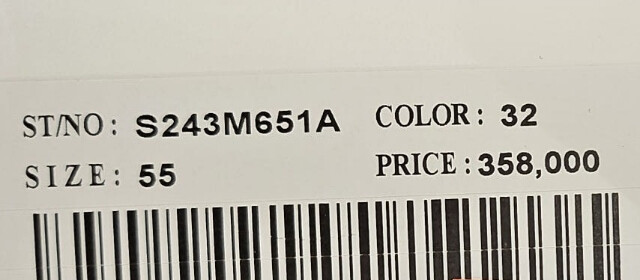 ST/NO: S243M651A COLOR: 32
SIZE: 55 PRICE: 358,000